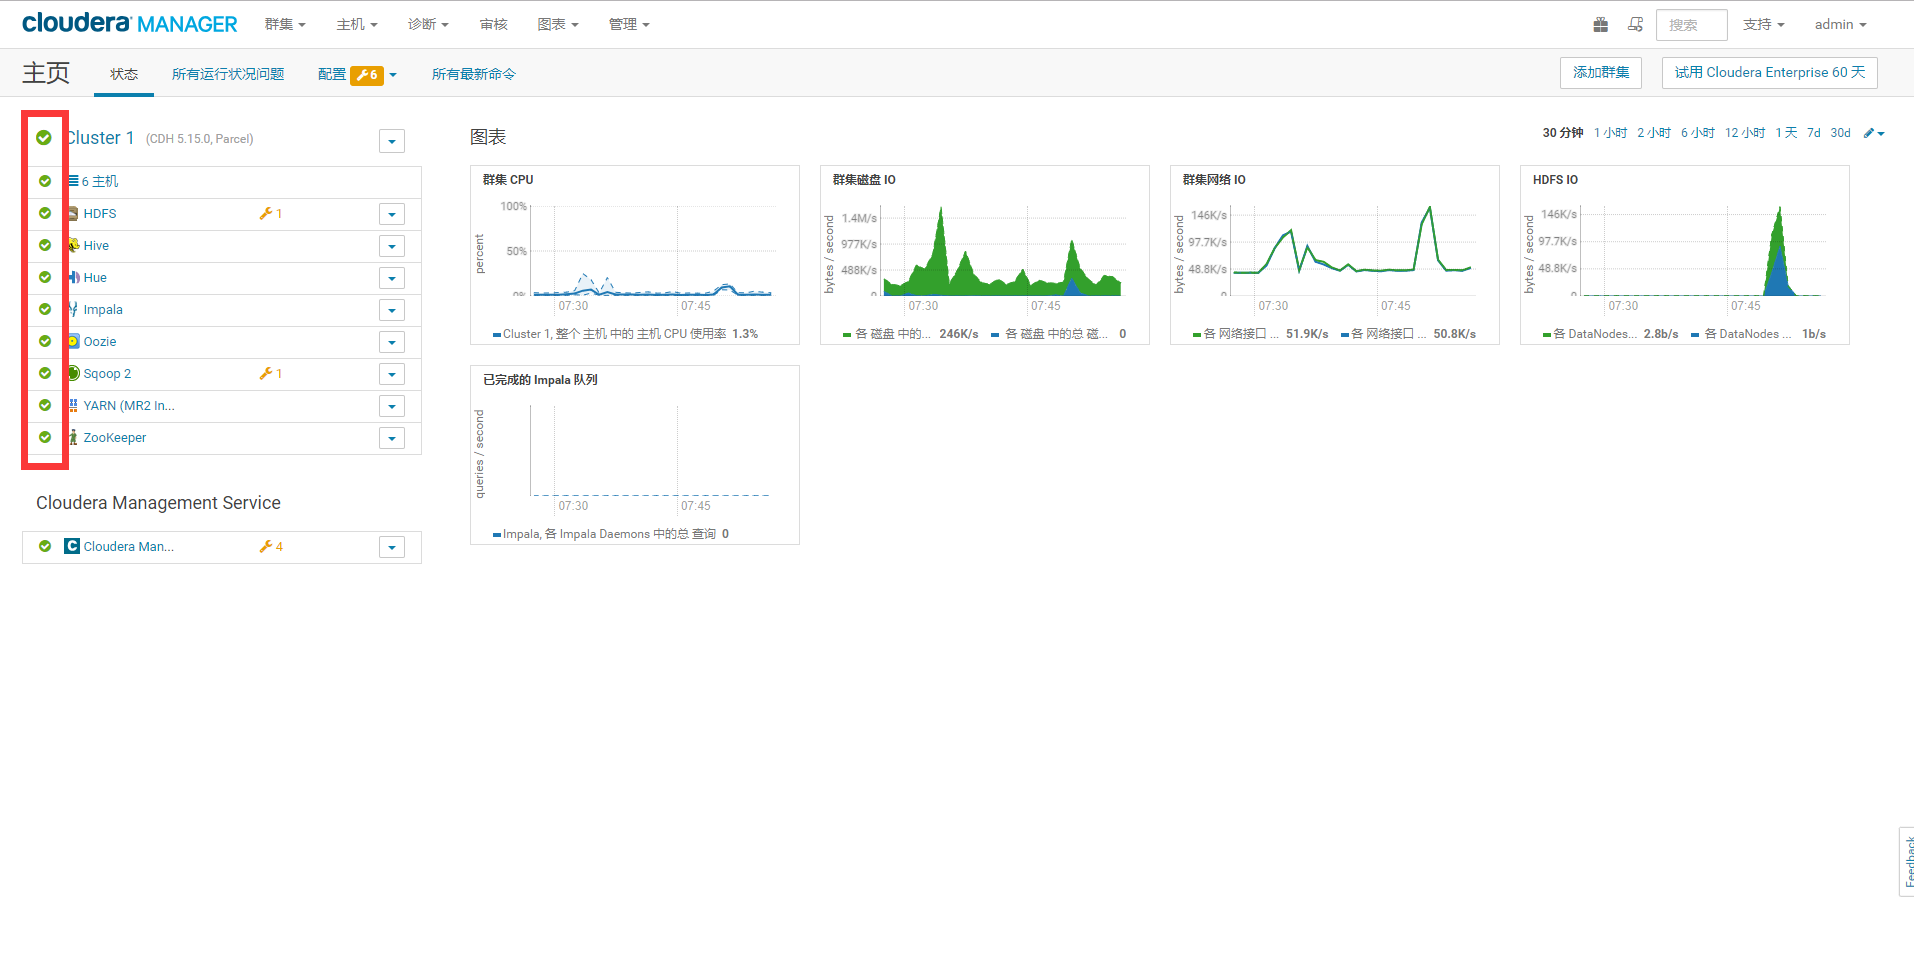 cloudera MANAGER 群集 主机 诊断 审核 图表 管理 搜索 支持 admin
主页 状态 所有运行状况问题 配置 6 所有最新命令 添加群集 试用 Cloudera Enterprise 60 天
Cluster 1 (CDH 5.15.0, Parcel)
6 主机
HDFS 1
Hive
Hue
Impala
Oozie
Sqoop 2 1
YARN (MR2 In...
ZooKeeper
Cloudera Management Service
Cloudera Man... 4
图表 30 分钟 1 小时 2 小时 6 小时 12 小时 1 天 7d 30d
群集 CPU
percent
100%
50%
0%
07:30 07:45
Cluster 1, 整个 主机 中的 主机 CPU 使用率 1.3%
群集磁盘 IO
bytes / second
1.4M/s
977K/s
488K/s
0
07:30 07:45
各 磁盘 中的... 246K/s 各 磁盘 中的总 磁... 0
群集网络 IO
bytes / second
146K/s
97.7K/s
48.8K/s
0
07:30 07:45
各 网络接口 ... 51.9K/s 各 网络接口 ... 50.8K/s
HDFS IO
bytes / second
146K/s
97.7K/s
48.8K/s
0
07:30 07:45
各 DataNodes... 2.8b/s 各 DataNodes ... 1b/s
已完成的 Impala 队列
queries / second
07:30 07:45
Impala, 各 Impala Daemons 中的总 查询 0
Feedback